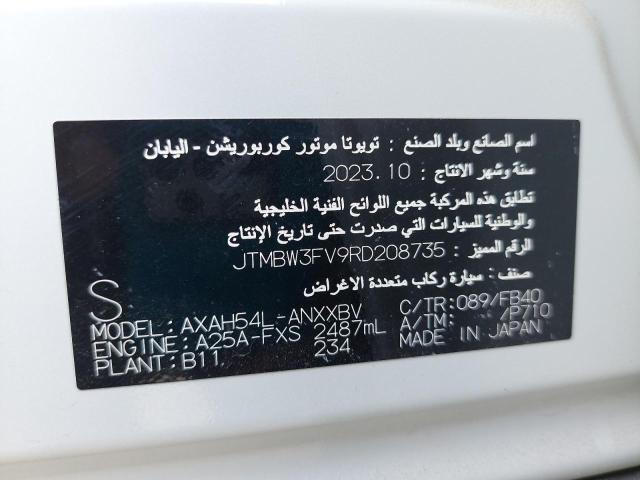 اسم الصانع وبلد الصنع : تويوتا موتور كوربوريشن - اليابان
سنة وشهر الانتاج : 2023.10
تطابق هذه المركبة جميع اللوائح الفنية الخليجية
والوطنية للسيارات التي صدرت حتى تاريخ الإنتاج
الرقم المميز : JTMBW3FV9RD208735
صنف : سيارة ركاب متعددة الاغراض
S
MODEL: AXAH54L-ANXXBV C/TR: 089/FB40
ENGINE: A25A-FXS 2487mL A/TM: /P710
PLANT: B11 234 MADE IN JAPAN